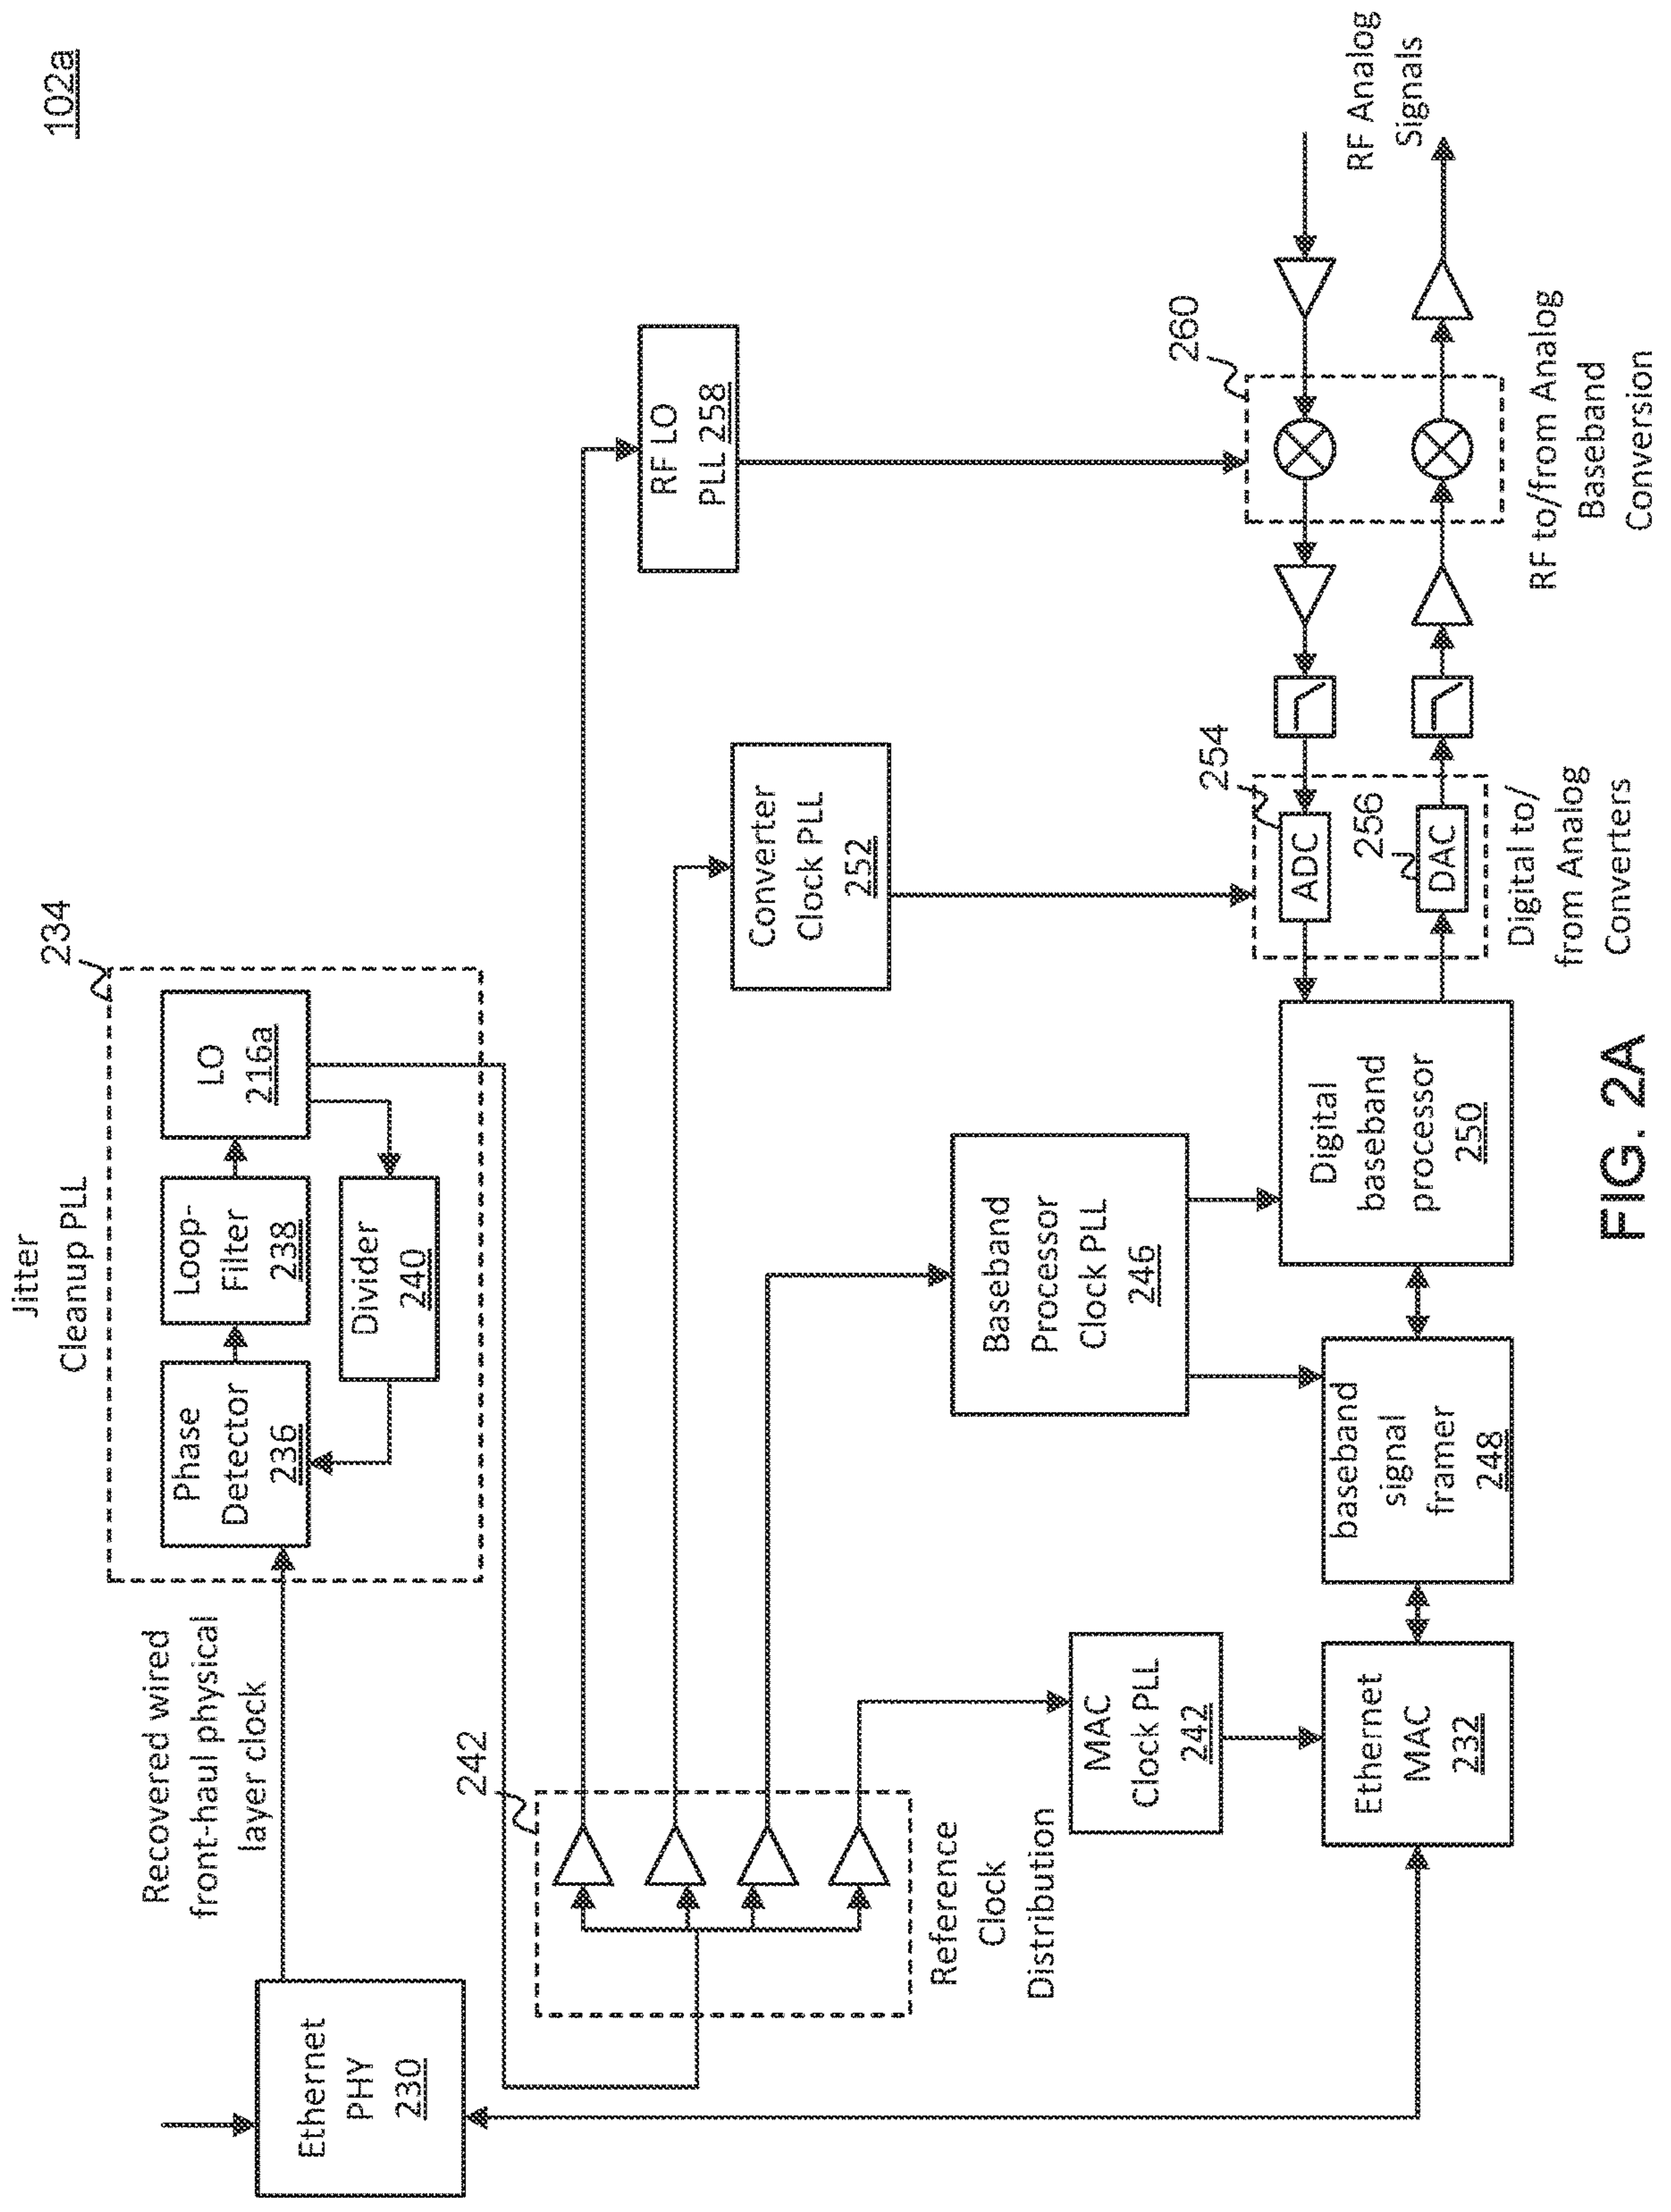 102a
Jitter
Cleanup PLL
234
Recovered wired
front-haul physical
layer clock
Ethernet
PHY
230
Phase
Detector
236
Loop-
Filter
238
LO
216a
Divider
240
242
Reference
Clock
Distribution
RF LO
PLL 258
Converter
Clock PLL
252
Baseband
Processor
Clock PLL
246
MAC
Clock PLL
242
Ethernet
MAC
232
baseband
signal
framer
248
Digital
baseband
processor
250
254
ADC
256
DAC
Digital to/
from Analog
Converters
260
RF to/from Analog
Baseband
Conversion
RF Analog
Signals
FIG. 2A